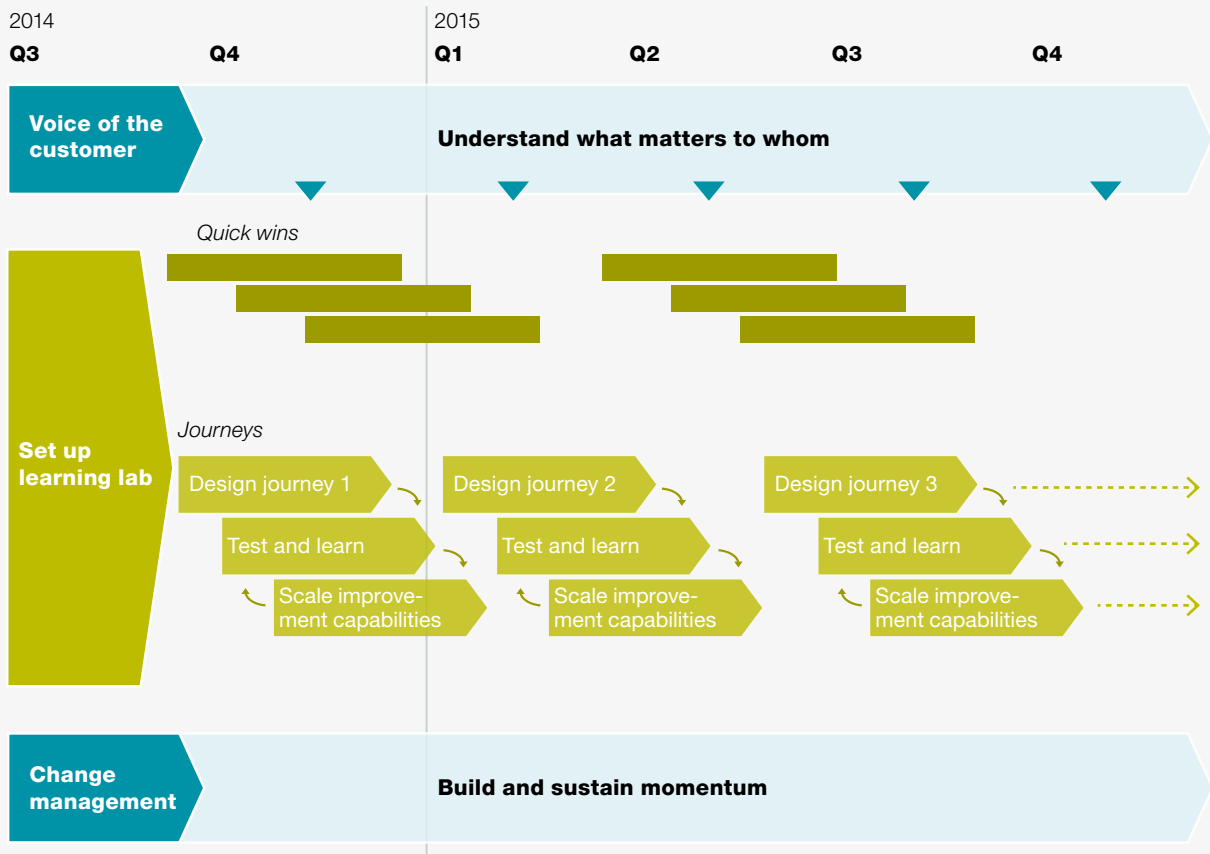 2014 2015
Q3 Q4 Q1 Q2 Q3 Q4
Voice of the
customer
Understand what matters to whom
Quick wins
Set up
learning lab
Journeys
Design journey 1 Design journey 2 Design journey 3
Test and learn Test and learn Test and learn
Scale improve- Scale improve- Scale improve-
ment capabilities ment capabilities ment capabilities
Change
management
Build and sustain momentum